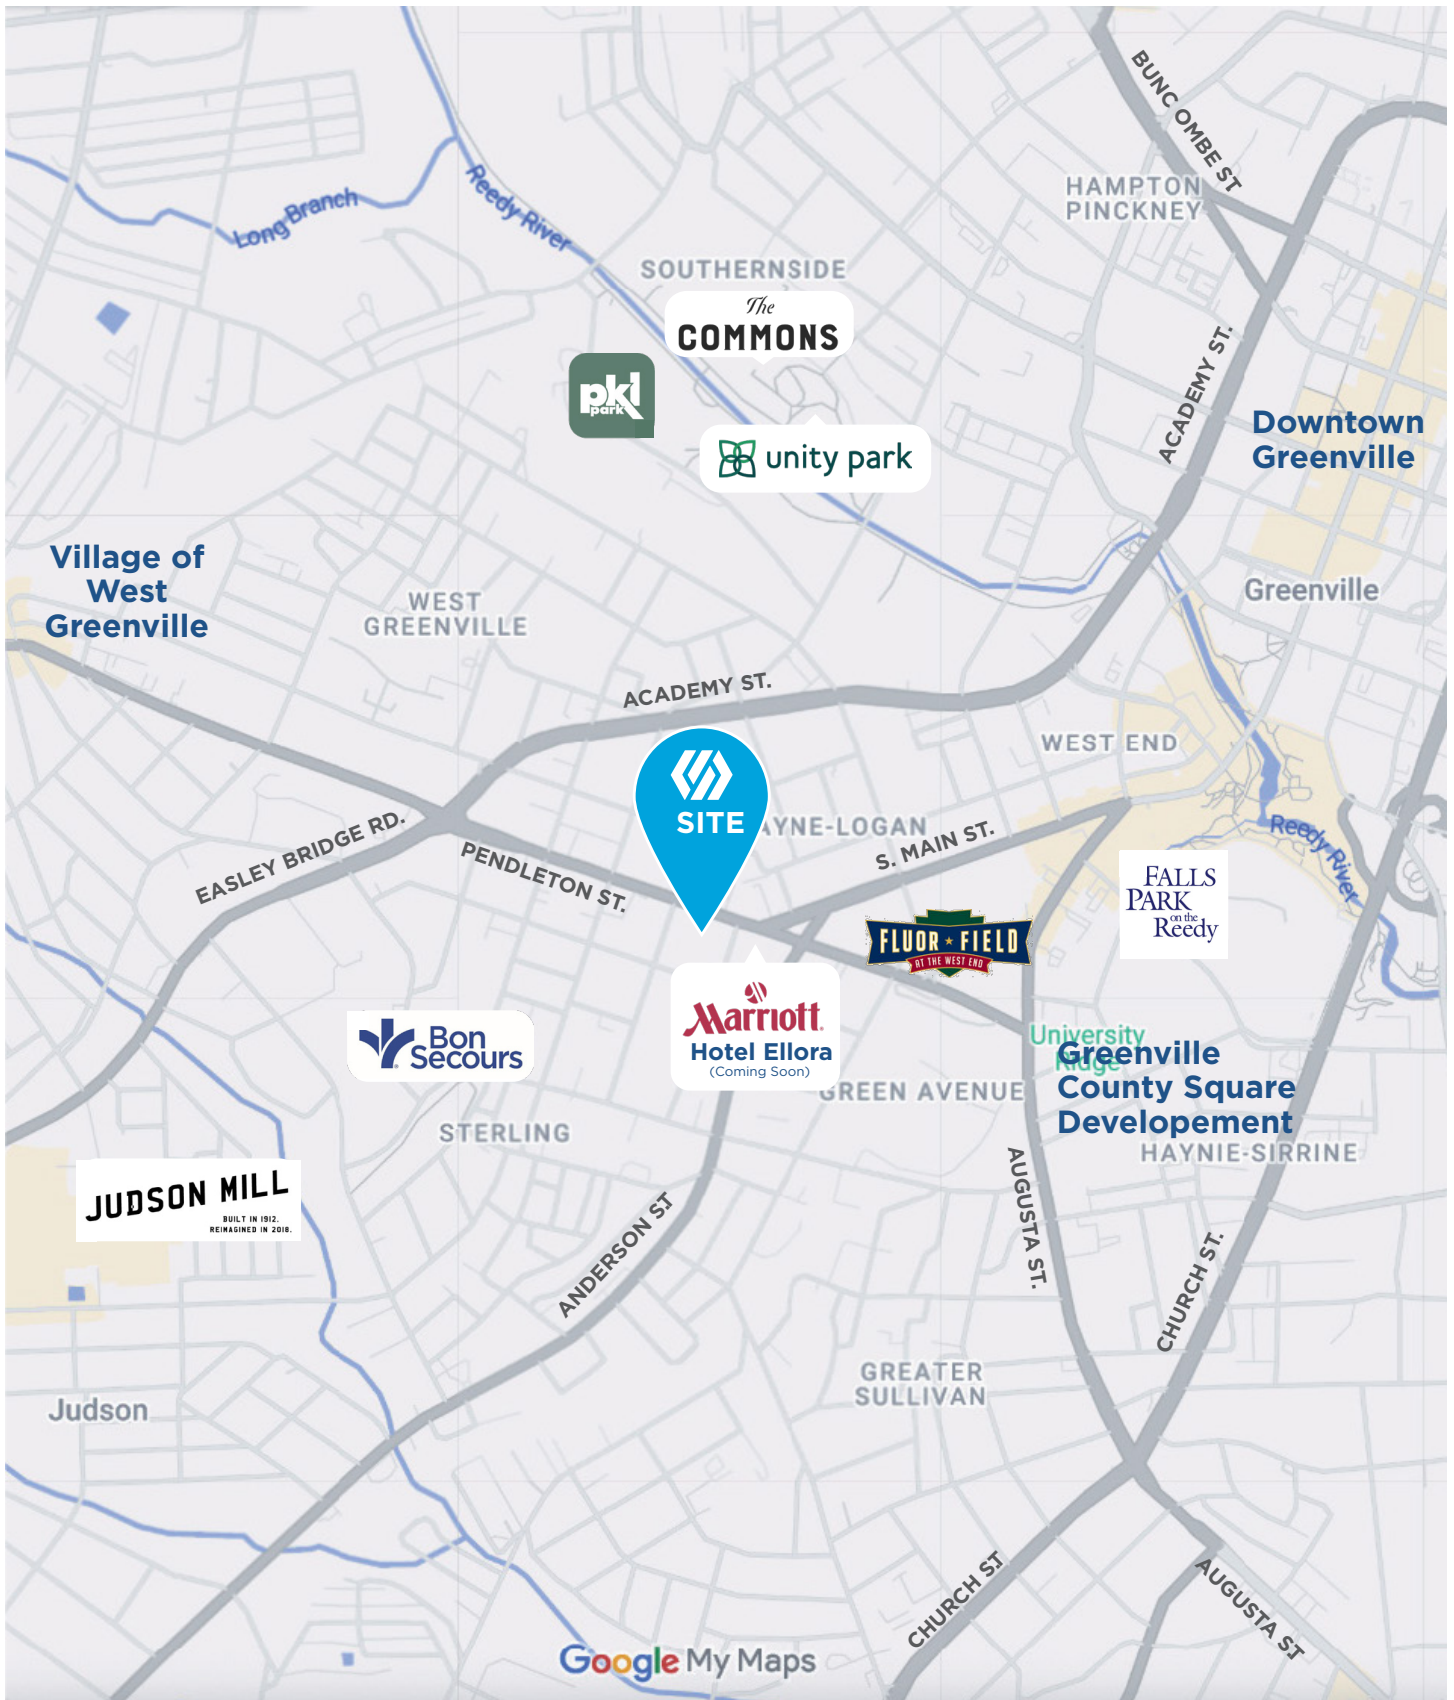 BUNC OMBE ST
HAMPTON
PINCKNEY
Long Branch
Reedy River
SOUTHERNSIDE
The
COMMONS
pkl
park
ACADEMY ST.
Downtown
Greenville
unity park
Village of
West
Greenville
WEST
GREENVILLE
Greenville
ACADEMY ST.
WEST END
SITE
AYNE-LOGAN
S. MAIN ST.
EASLEY BRIDGE RD.
PENDLETON ST.
Reedy River
FALLS
PARK
on the
Reedy
FLUOR FIELD
AT THE WEST END
Marriott
Hotel Ellora
(Coming Soon)
Bon
Secours
University
Ridge
Greenville
County Square
Developement
GREEN AVENUE
STERLING
HAYNIE-SIRRINE
JUDSON MILL
BUILT IN 1912.
REIMAGINED IN 2018.
ANDERSON ST
AUGUSTA ST.
CHURCH ST.
GREATER
SULLIVAN
Judson
CHURCH ST
AUGUSTA ST
Google My Maps